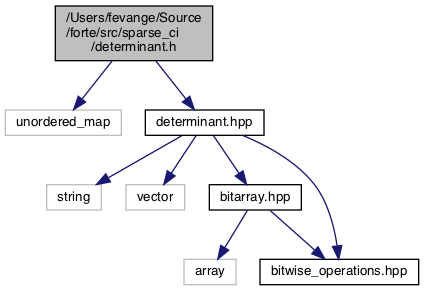 /Users/fevange/Source
/forte/src/sparse_ci
/determinant.h
unordered_map
determinant.hpp
string
vector
bitarray.hpp
array
bitwise_operations.hpp